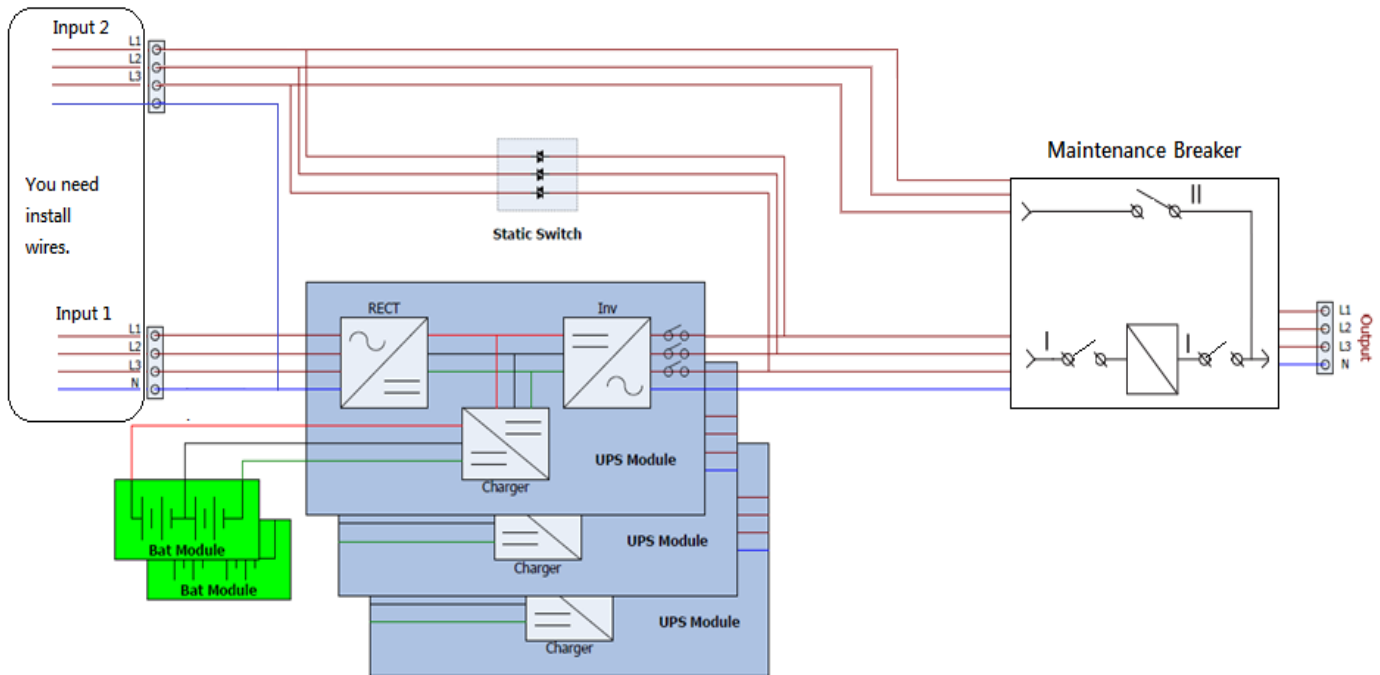 Input 2
L1
L2
L3
You need
install
wires.
Static Switch
Maintenance Breaker
II
I
I
Input 1
L1
L2
L3
N
RECT
Inv
Charger
UPS Module
Charger
UPS Module
Charger
UPS Module
Bat Module
Bat Module
L1
L2
L3
N
Output